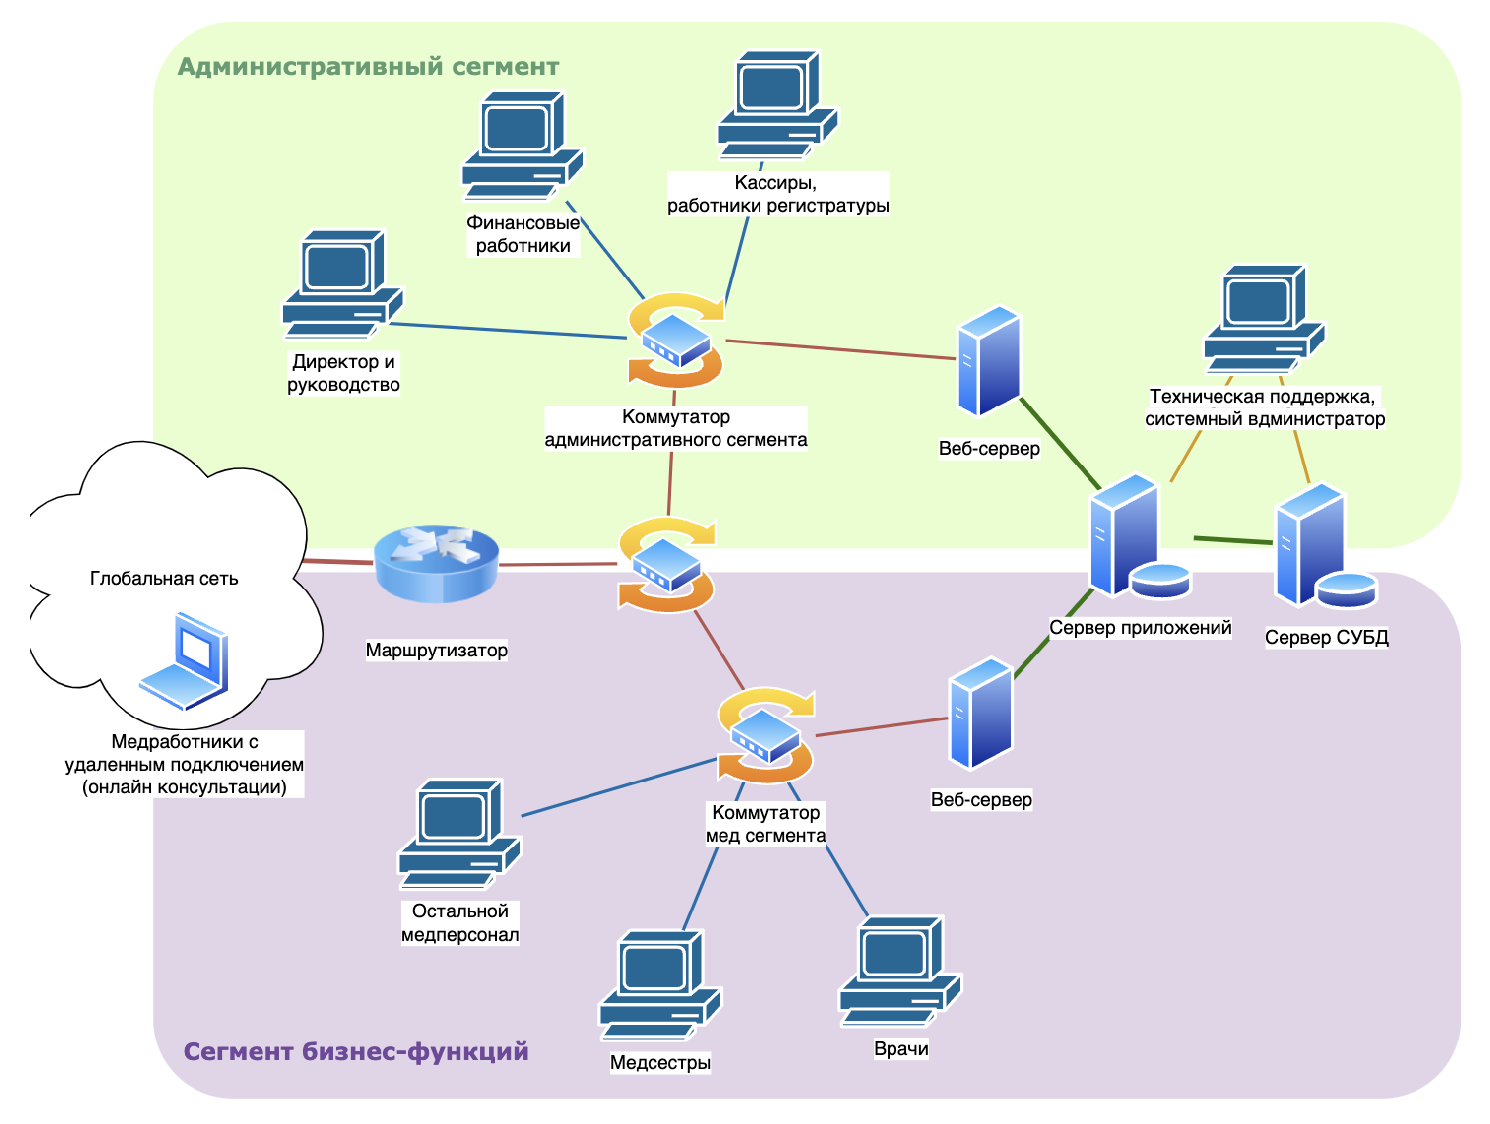 Административный сегмент
Кассиры,
работники регистратуры
Финансовые
работники
Директор и
руководство
Коммутатор
административного сегмента
Веб-сервер
Техническая поддержка,
системный вдминистратор
Глобальная сеть
Маршрутизатор
Сервер приложений
Сервер СУБД
Медработники с
удаленным подключением
(онлайн консультации)
Коммутатор
мед сегмента
Веб-сервер
Остальной
медперсонал
Медсестры
Врачи
Сегмент бизнес-функций